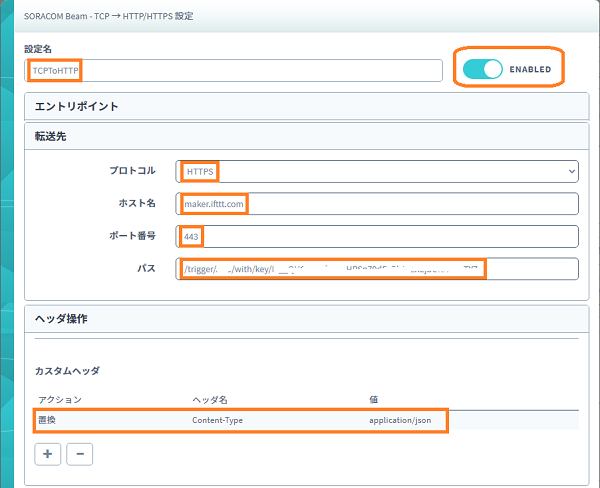 SORACOM Beam - TCP → HTTP/HTTPS 設定
設定名
TCPToHTTP
ENABLED
エントリポイント
転送先
プロトコル HTTPS
ホスト名 maker.ifttt.com
ポート番号 443
パス /trigger/ /with/key/
ヘッダ操作
カスタムヘッダ
アクション ヘッダ名 値
置換 Content-Type application/json
+ −